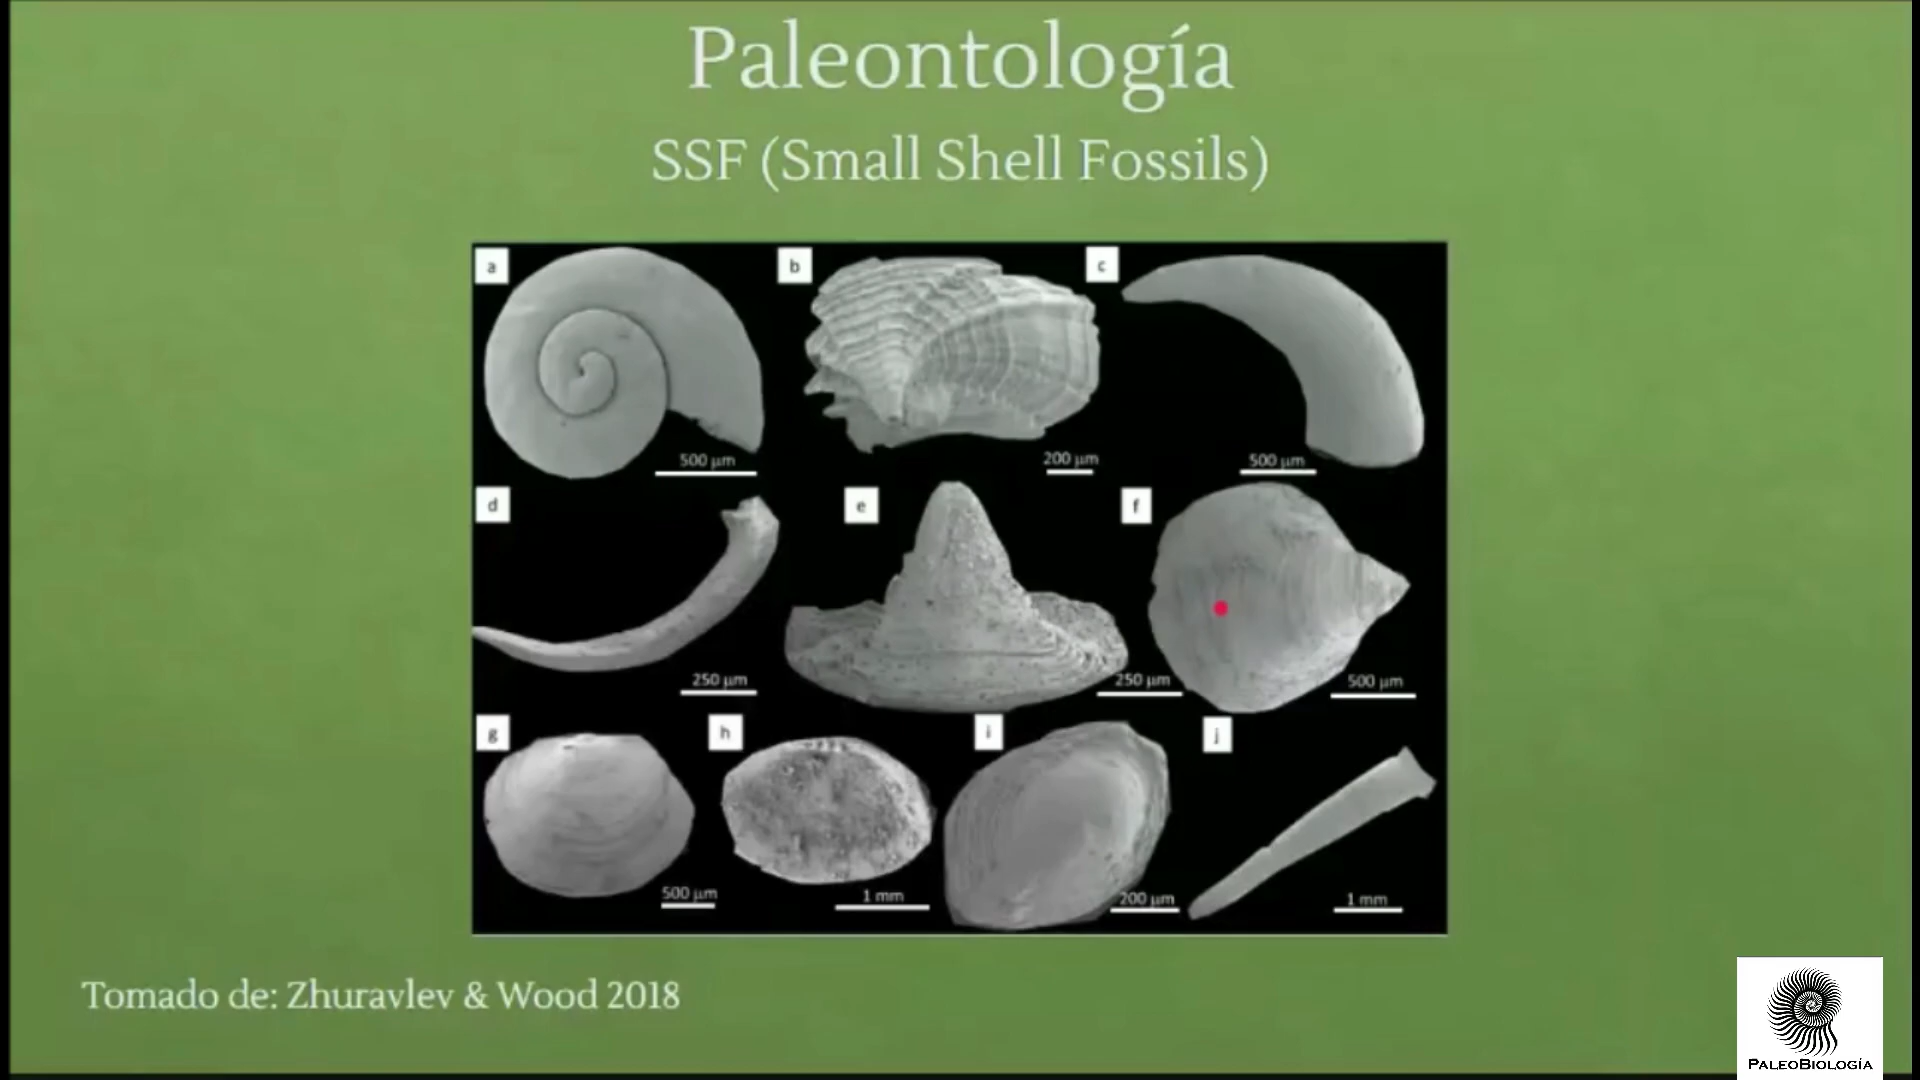 Paleontología
SSF (Small Shell Fossils)
a
b
c
500 µm
200 µm
500 µm
d
e
f
250 µm
250 µm
500 µm
g
h
i
j
500 µm
1 mm
200 µm
1 mm
Tomado de: Zhuravlev & Wood 2018
PALEOBIOLOGÍA